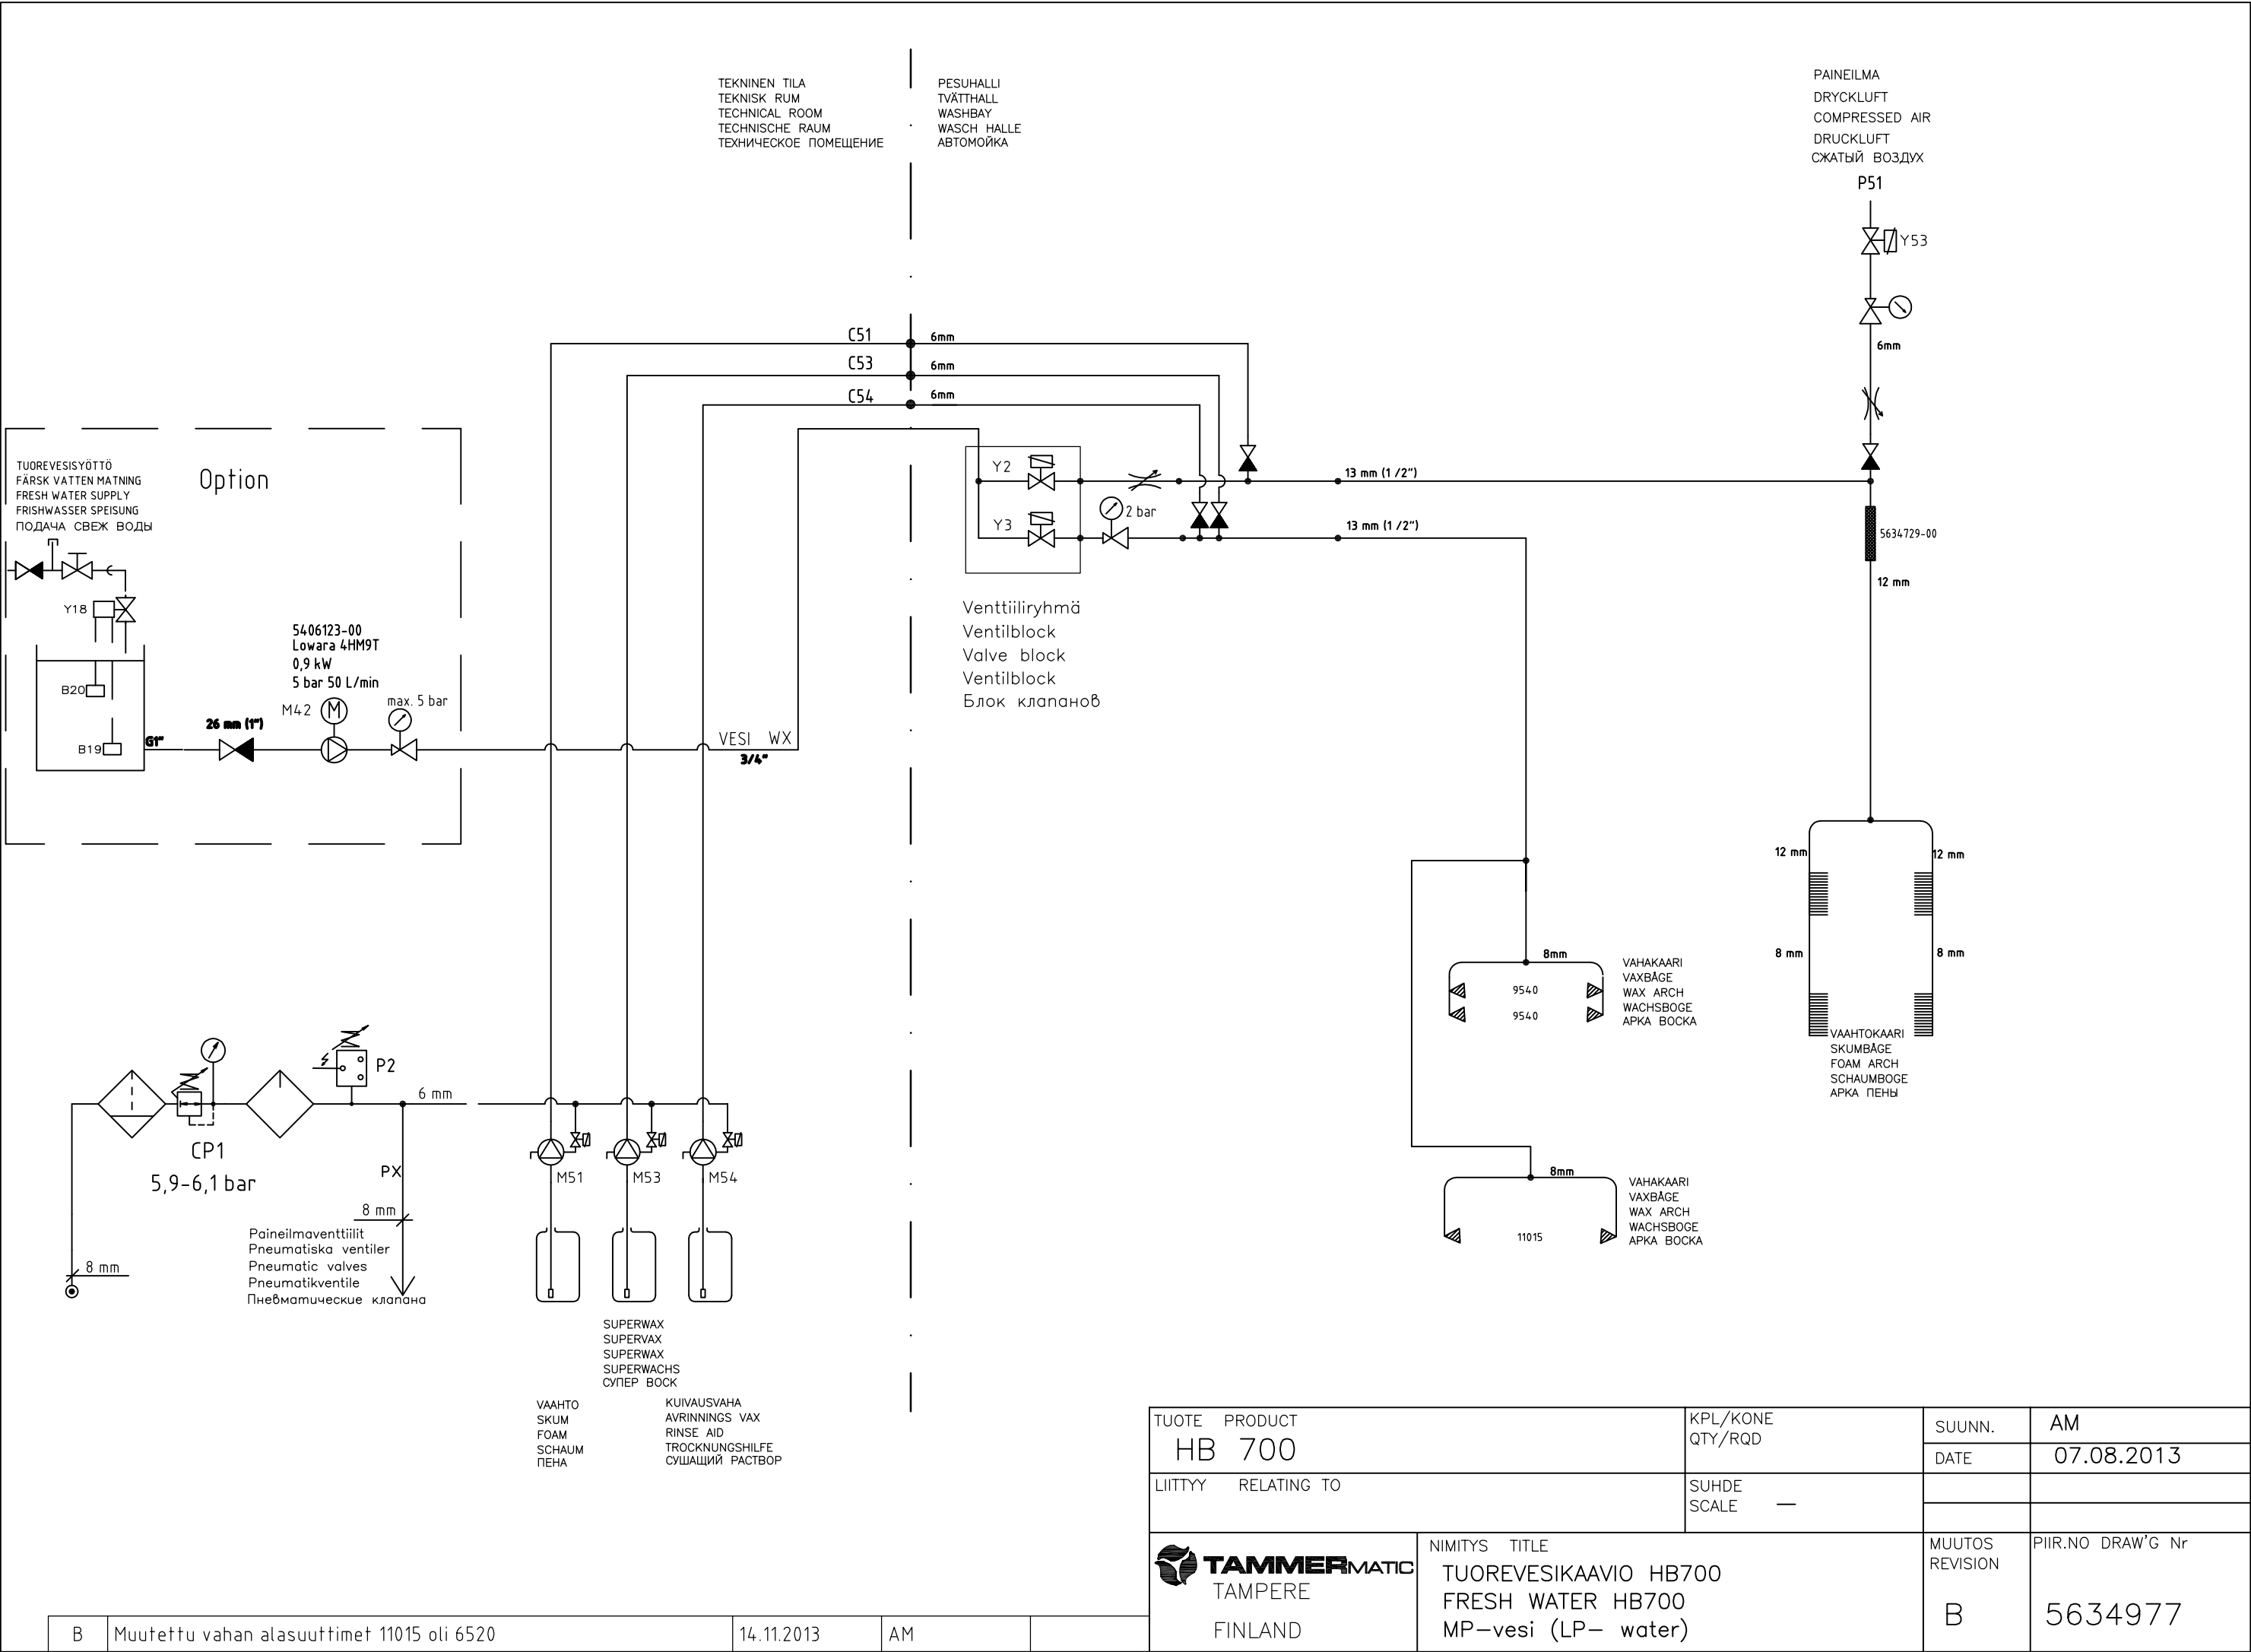 TEKNINEN TILA
TEKNISK RUM
TECHNICAL ROOM
TECHNISCHE RAUM
ТЕХНИЧЕСКОЕ ПОМЕЩЕНИЕ
PESUHALLI
TVÄTTHALL
WASHBAY
WASCH HALLE
АВТОМОЙКА
PAINEILMA
DRYCKLUFT
COMPRESSED AIR
DRUCKLUFT
СЖАТЫЙ ВОЗДУХ
P51
Y53
6mm
C51 6mm
C53 6mm
C54 6mm
TUOREVESISYÖTTÖ
FÄRSK VATTEN MATNING
FRESH WATER SUPPLY
FRISHWASSER SPEISUNG
ПОДАЧА СВЕЖ ВОДЫ
Option
Y18
B20
B19
G1"
26 mm (1")
5406123-00
Lowara 4HM9T
0,9 kW
5 bar 50 L/min
M42
M
max. 5 bar
VESI WX
3/4"
Y2
Y3
2 bar
13 mm (1 /2")
13 mm (1 /2")
5634729-00
12 mm
Venttiiliryhmä
Ventilblock
Valve block
Ventilblock
Блок клапанов
12 mm
12 mm
8 mm
8 mm
VAAHTOKAARI
SKUMBÅGE
FOAM ARCH
SCHAUMBOGE
АРКА ПЕНЫ
8mm
9540
9540
VAHAKAARI
VAXBÅGE
WAX ARCH
WACHSBOGE
АРКА ВОСКА
8mm
11015
VAHAKAARI
VAXBÅGE
WAX ARCH
WACHSBOGE
АРКА ВОСКА
P2
6 mm
CP1
5,9-6,1 bar
PX
8 mm
8 mm
Paineilmaventtiilit
Pneumatiska ventiler
Pneumatic valves
Pneumatikventile
Пневматические клапана
M51
M53
M54
SUPERWAX
SUPERVAX
SUPERWAX
SUPERWACHS
СУПЕР ВОСК
VAAHTO
SKUM
FOAM
SCHAUM
ПЕНА
KUIVAUSVAHA
AVRINNINGS VAX
RINSE AID
TROCKNUNGSHILFE
СУШАЩИЙ РАСТВОР
TUOTE PRODUCT
HB 700
KPL/KONE
QTY/RQD
SUUNN. AM
DATE 07.08.2013
LIITTYY RELATING TO
SUHDE
SCALE —
TAMMERMATIC
TAMPERE
FINLAND
NIMITYS TITLE
TUOREVESIKAAVIO HB700
FRESH WATER HB700
MP-vesi (LP- water)
MUUTOS
REVISION
B
PIIR.NO DRAW'G Nr
5634977
B Muutettu vahan alasuuttimet 11015 oli 6520 14.11.2013 AM